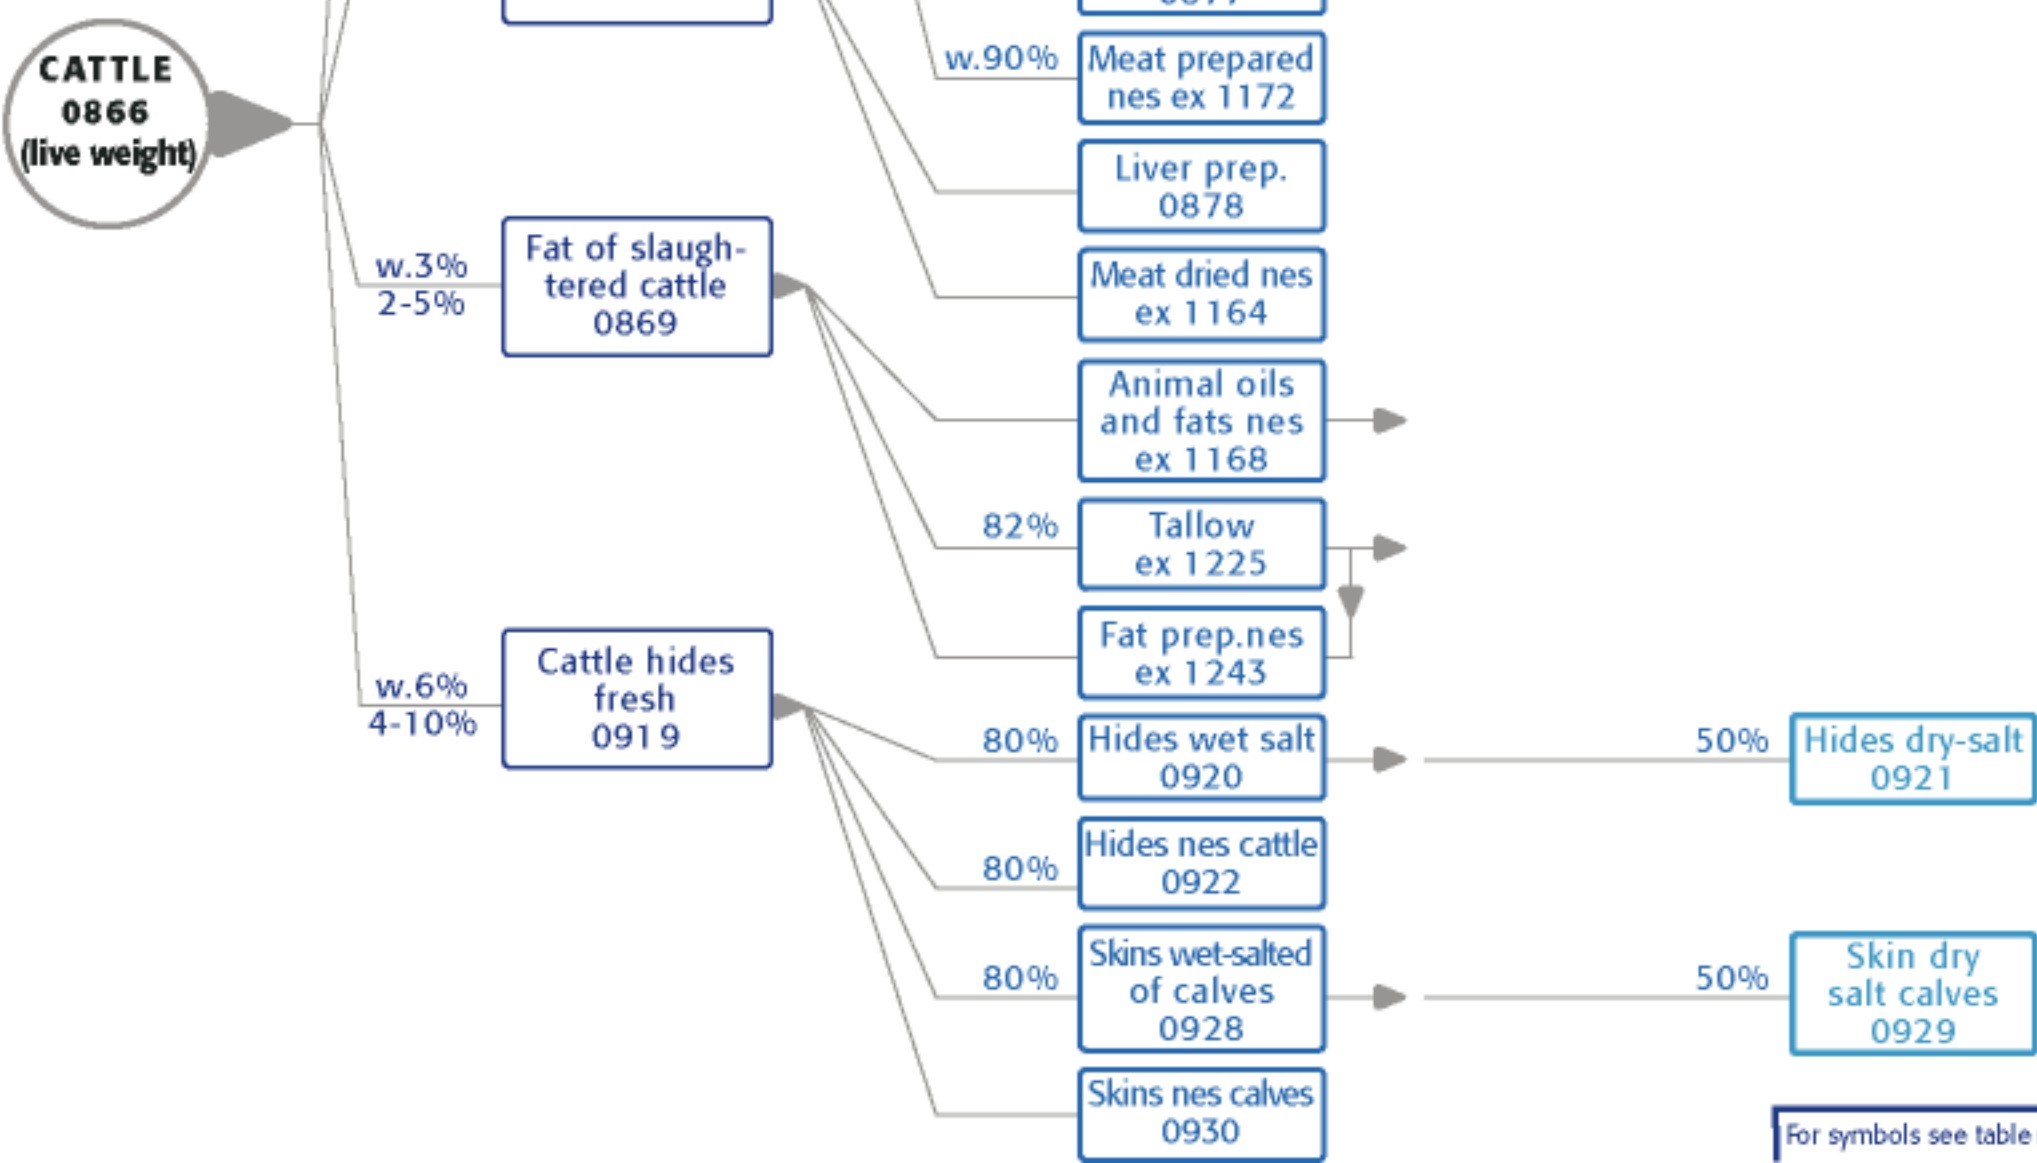 CATTLE
0866
(live weight)
w.3%
2-5%
w.6%
4-10%
Fat of slaugh-
tered cattle
0869
Cattle hides
fresh
0919
w.90%
82%
80%
80%
80%
Meat prepared
nes ex 1172
Liver prep.
0878
Meat dried nes
ex 1164
Animal oils
and fats nes
ex 1168
Tallow
ex 1225
Fat prep.nes
ex 1243
Hides wet salt
0920
Hides nes cattle
0922
Skins wet-salted
of calves
0928
Skins nes calves
0930
50%
Hides dry-salt
0921
50%
Skin dry
salt calves
0929
For symbols see table